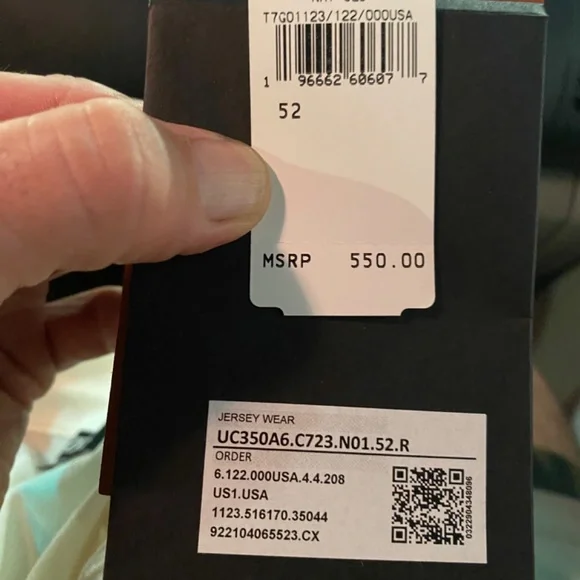 T7G01123/122/000USA
1 96662 60607 7
52
MSRP 550.00
JERSEY WEAR
UC350A6.C723.N01.52.R
ORDER
6.122.000USA.4.4.208
US1.USA
1123.516170.35044
922104065523.CX
0322904348096